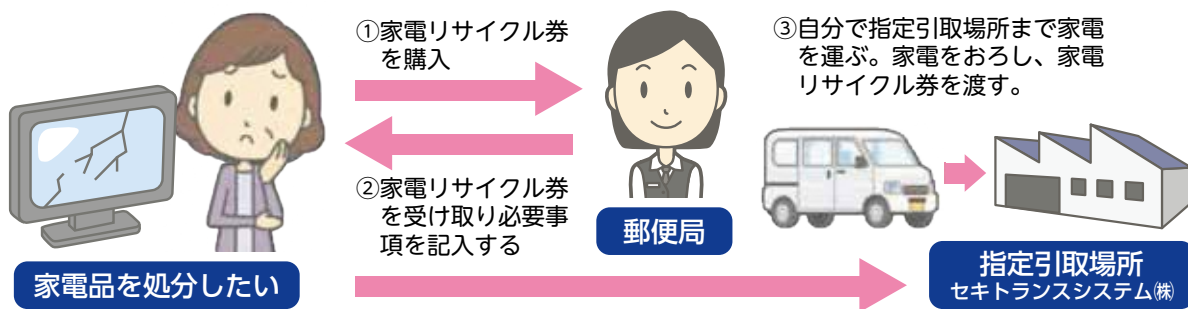 ①家電リサイクル券
を購入
②家電リサイクル券
を受け取り必要事
項を記入する
③自分で指定引取場所まで家電
を運ぶ。家電をおろし、家電
リサイクル券を渡す。
家電品を処分したい
郵便局
指定引取場所
セキトランスシステム㈱